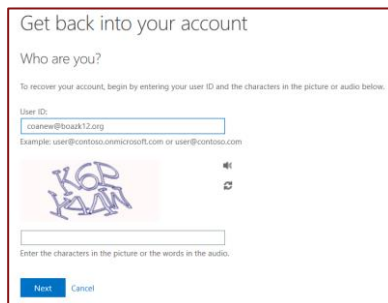 Get back into your account
Who are you?
To recover your account, begin by entering your user ID and the characters in the picture or audio below.
User ID:
coanew@boazk12.org
Example: user@contoso.onmicrosoft.com or user@contoso.com
Enter the characters in the picture or the words in the audio.
Next Cancel